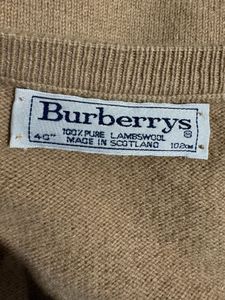 Burberrys
40" 100% PURE LAMBSWOOL
MADE IN SCOTLAND 102CM